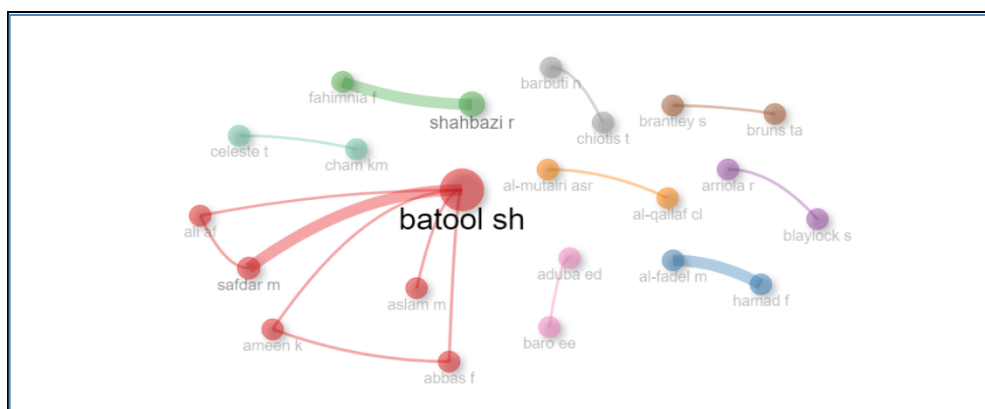 barbuti n
fahimnia f
shahbazi r
chiotis t
brantley s
bruns ta
celeste t
cham km
al-mutairi asr
arriola r
al-qallaf cl
batool sh
ali af
blaylock s
safdar m
aslam m
aduba ed
al-fadel m
hamad f
ameen k
baro ee
abbas f